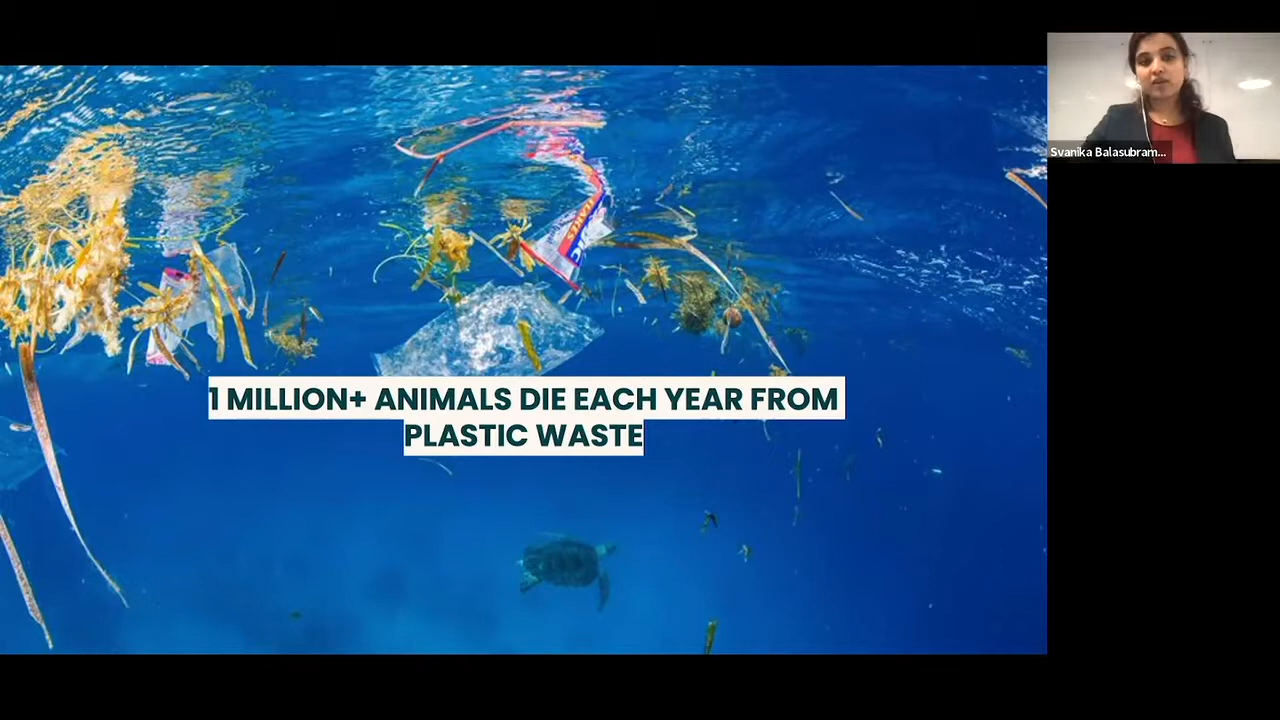 1 MILLION+ ANIMALS DIE EACH YEAR FROM
PLASTIC WASTE
Svanika Balasubram...